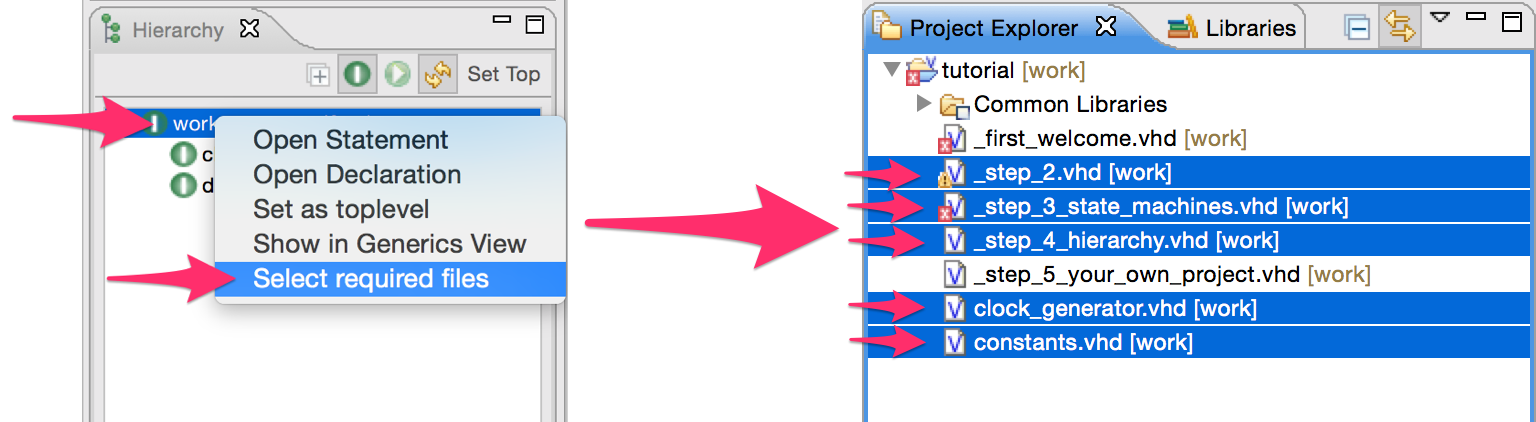 Hierarchy
Set Top
work
c
d
Open Statement
Open Declaration
Set as toplevel
Show in Generics View
Select required files
Project Explorer
Libraries
tutorial [work]
Common Libraries
_first_welcome.vhd [work]
_step_2.vhd [work]
_step_3_state_machines.vhd [work]
_step_4_hierarchy.vhd [work]
_step_5_your_own_project.vhd [work]
clock_generator.vhd [work]
constants.vhd [work]